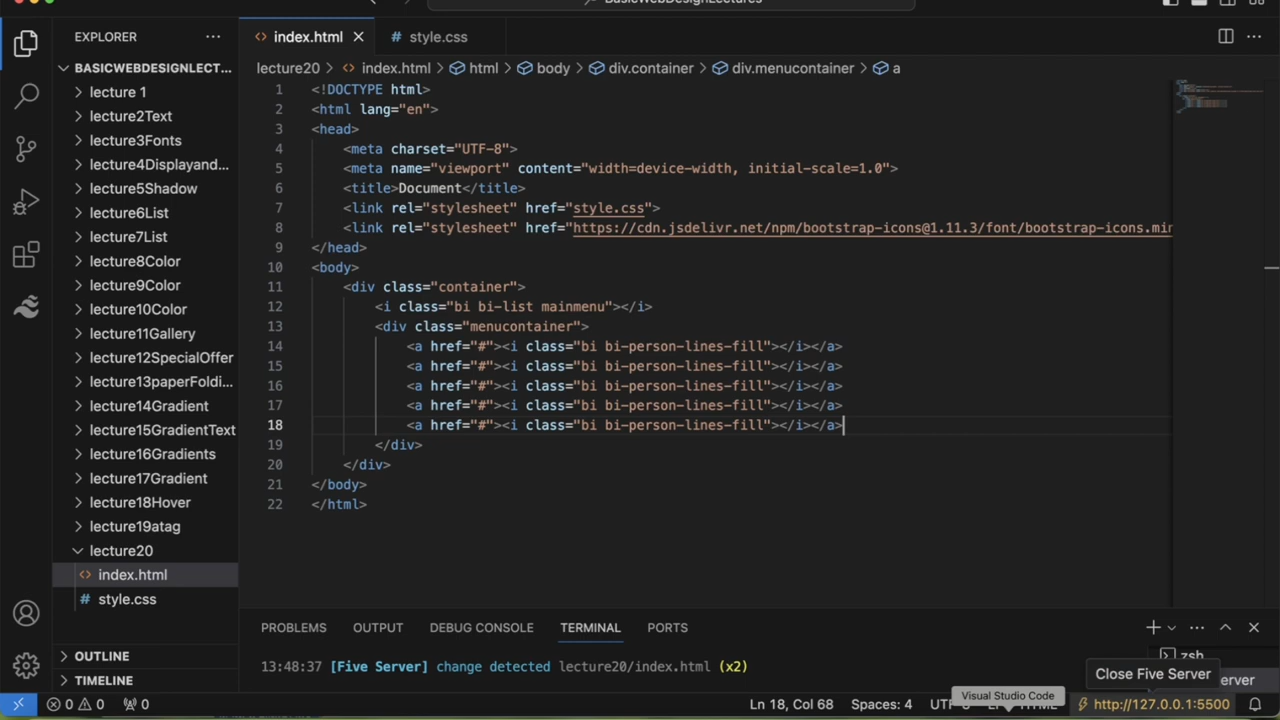 BasicWebDesignLectures
EXPLORER
index.html
style.css
BASICWEBDESIGNLECT...
lecture20 > index.html > html > body > div.container > div.menucontainer > a
lecture 1
lecture2Text
lecture3Fonts
lecture4Displayand...
lecture5Shadow
lecture6List
lecture7List
lecture8Color
lecture9Color
lecture10Color
lecture11Gallery
lecture12SpecialOffer
lecture13paperFoldi...
lecture14Gradient
lecture15GradientText
lecture16Gradients
lecture17Gradient
lecture18Hover
lecture19atag
lecture20
index.html
style.css
OUTLINE
TIMELINE
1 <!DOCTYPE html>
2 <html lang="en">
3 <head>
4 <meta charset="UTF-8">
5 <meta name="viewport" content="width=device-width, initial-scale=1.0">
6 <title>Document</title>
7 <link rel="stylesheet" href="style.css">
8 <link rel="stylesheet" href="https://cdn.jsdelivr.net/npm/bootstrap-icons@1.11.3/font/bootstrap-icons.min
9 </head>
10 <body>
11 <div class="container">
12 <i class="bi bi-list mainmenu"></i>
13 <div class="menucontainer">
14 <a href="#"><i class="bi bi-person-lines-fill"></i></a>
15 <a href="#"><i class="bi bi-person-lines-fill"></i></a>
16 <a href="#"><i class="bi bi-person-lines-fill"></i></a>
17 <a href="#"><i class="bi bi-person-lines-fill"></i></a>
18 <a href="#"><i class="bi bi-person-lines-fill"></i></a>
19 </div>
20 </div>
21 </body>
22 </html>
PROBLEMS OUTPUT DEBUG CONSOLE TERMINAL PORTS
13:48:37 [Five Server] change detected lecture20/index.html (x2)
zsh
Close Five Server
erver
Visual Studio Code
0 0 0 Ln 18, Col 68 Spaces: 4 HTML http://127.0.0.1:5500